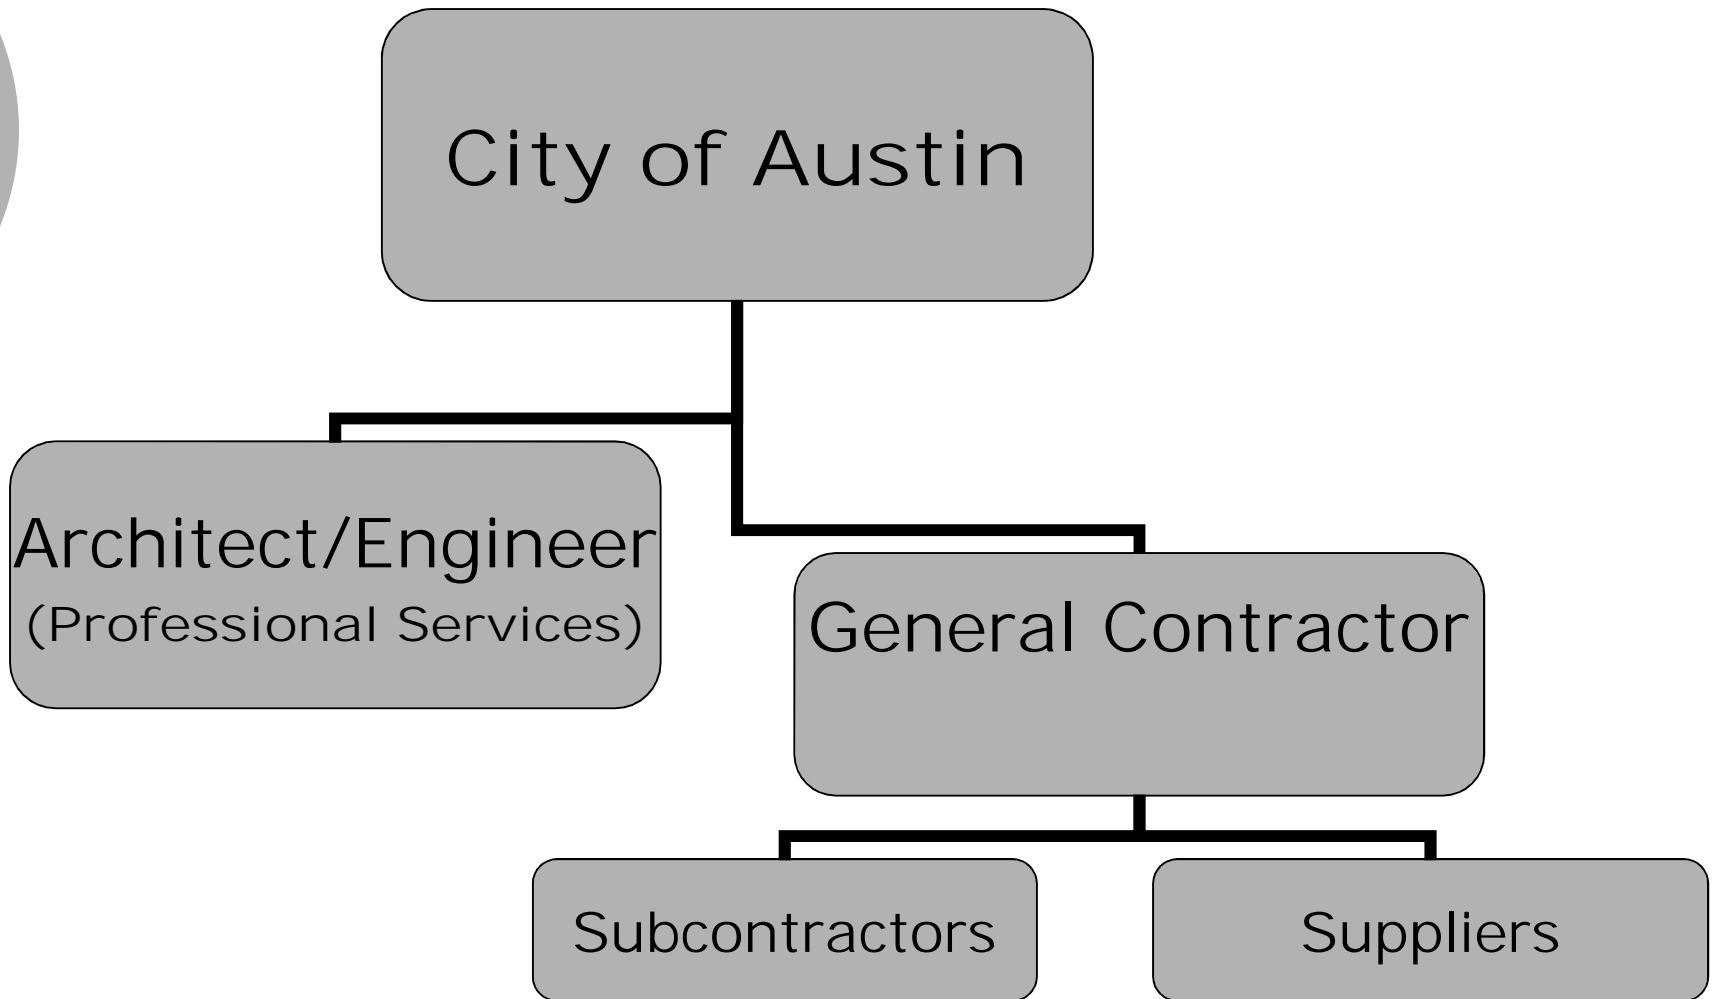 City of Austin
Architect/Engineer
(Professional Services)
General Contractor
Subcontractors
Suppliers